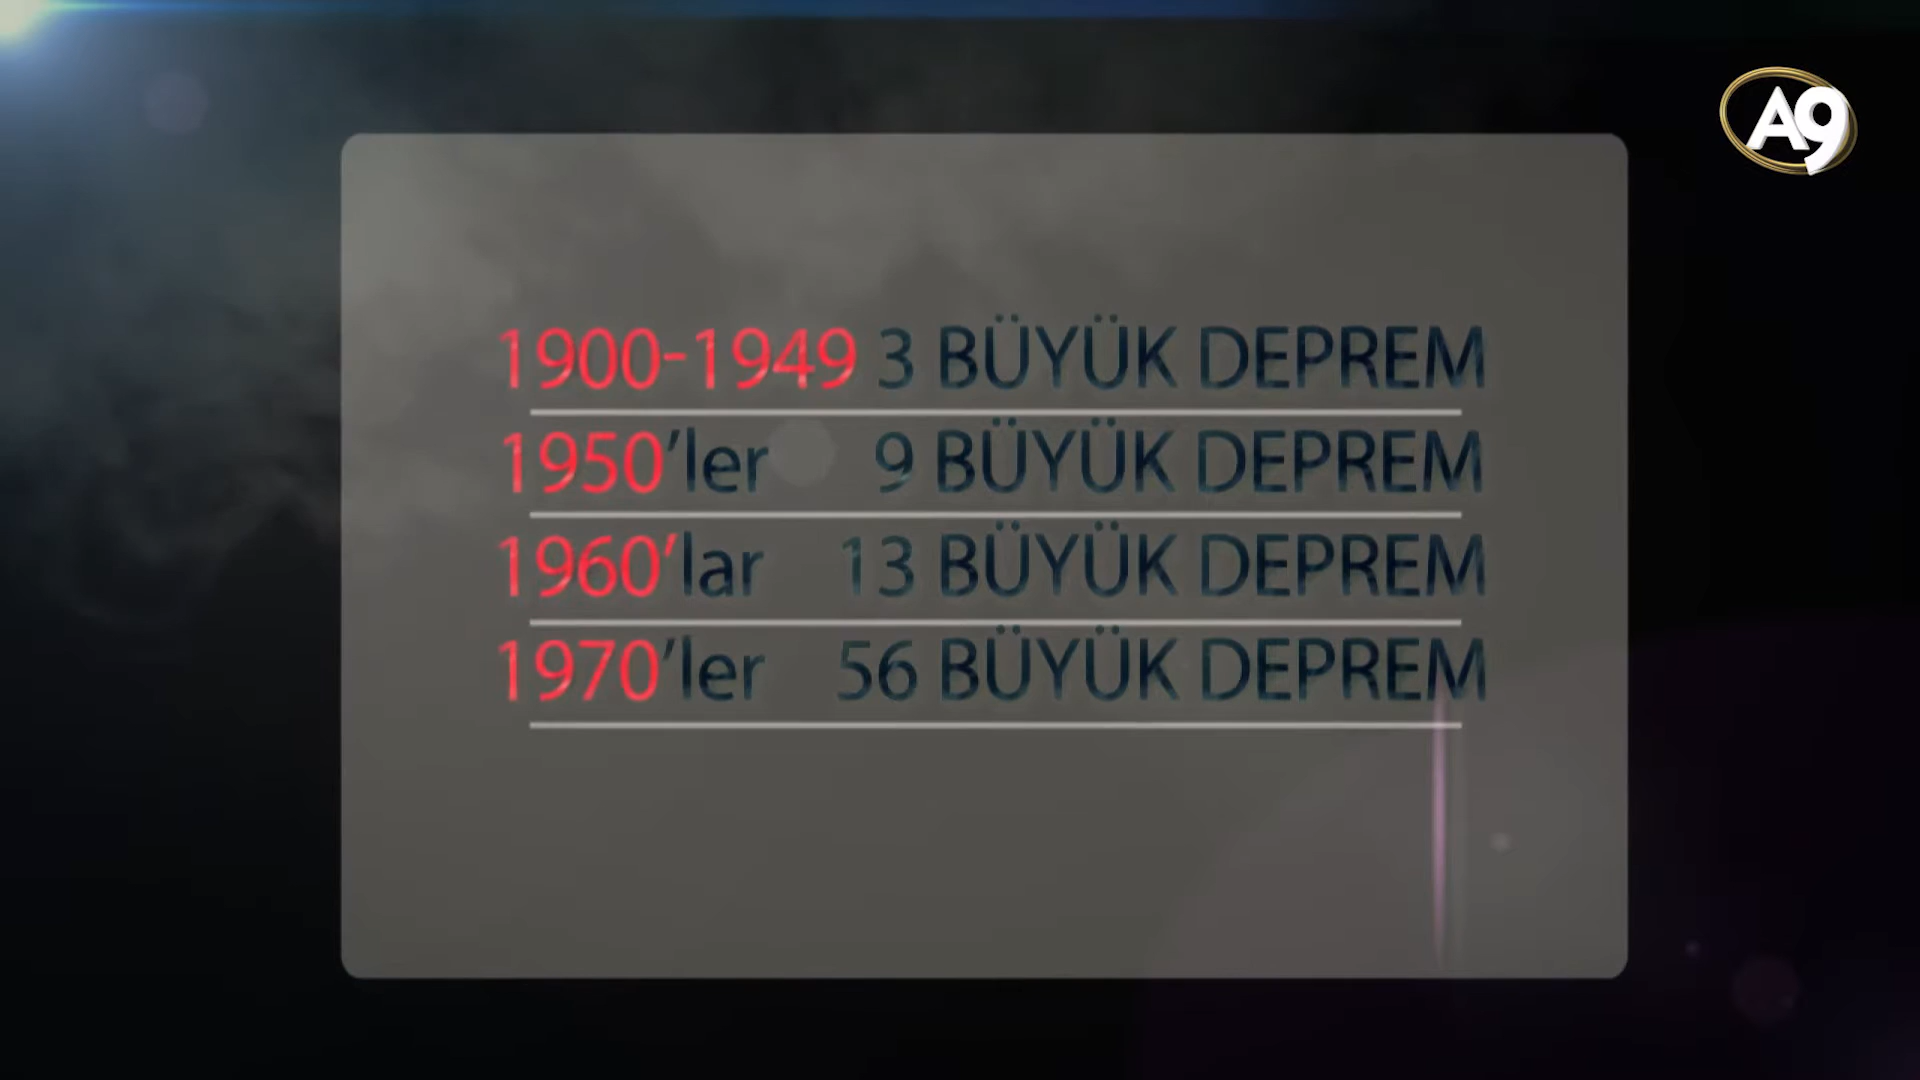 A9
1900-1949 3 BÜYÜK DEPREM
1950'ler 9 BÜYÜK DEPREM
1960'lar 13 BÜYÜK DEPREM
1970'ler 56 BÜYÜK DEPREM